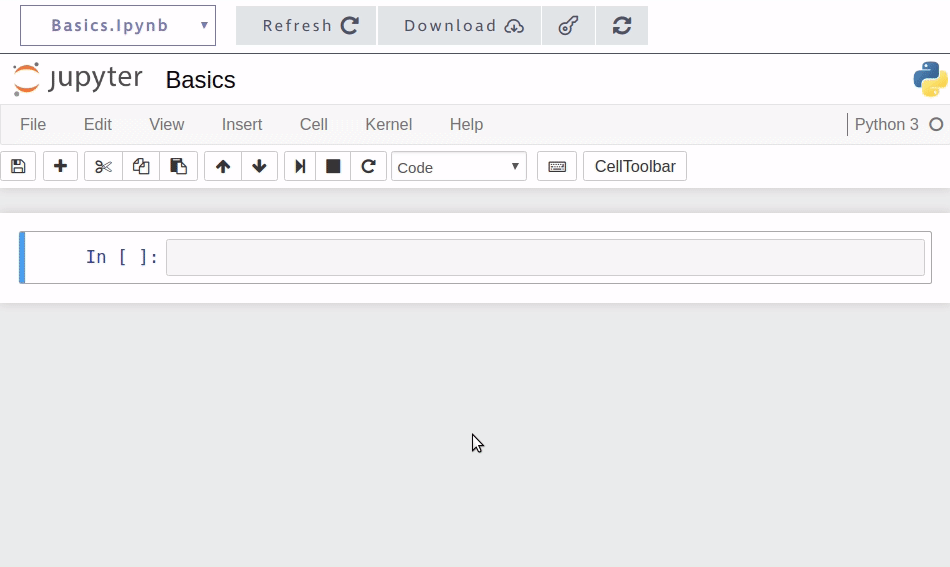 Basics.ipynb
Refresh
Download
jupyter
Basics
File Edit View Insert Cell Kernel Help
Python 3
Code
CellToolbar
In [ ]: